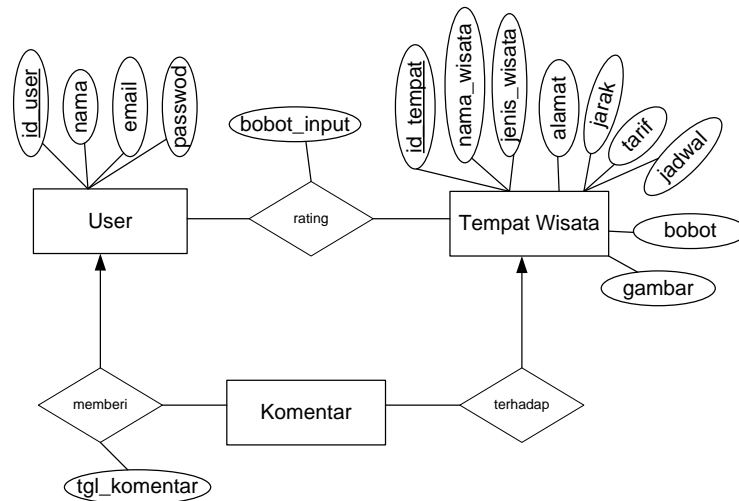 id_user
nama
email
passwod
bobot_input
id_tempat
nama_wisata
jenis_wisata
alamat
jarak
tarif
jadwal
User
rating
Tempat Wisata
bobot
gambar
memberi
Komentar
terhadap
tgl_komentar